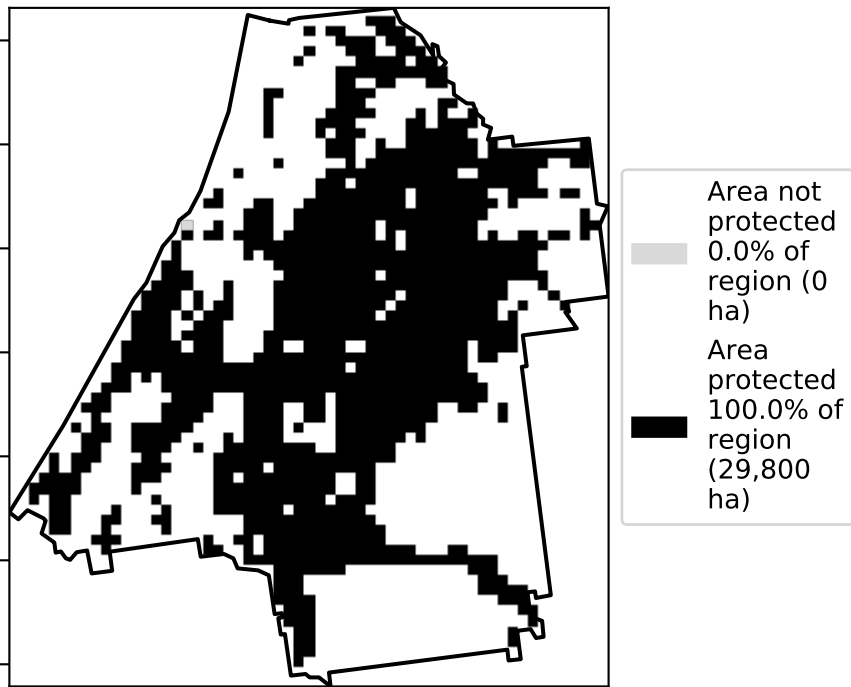 Area not
protected
0.0% of
region (0
ha)
Area
protected
100.0% of
region
(29,800
ha)